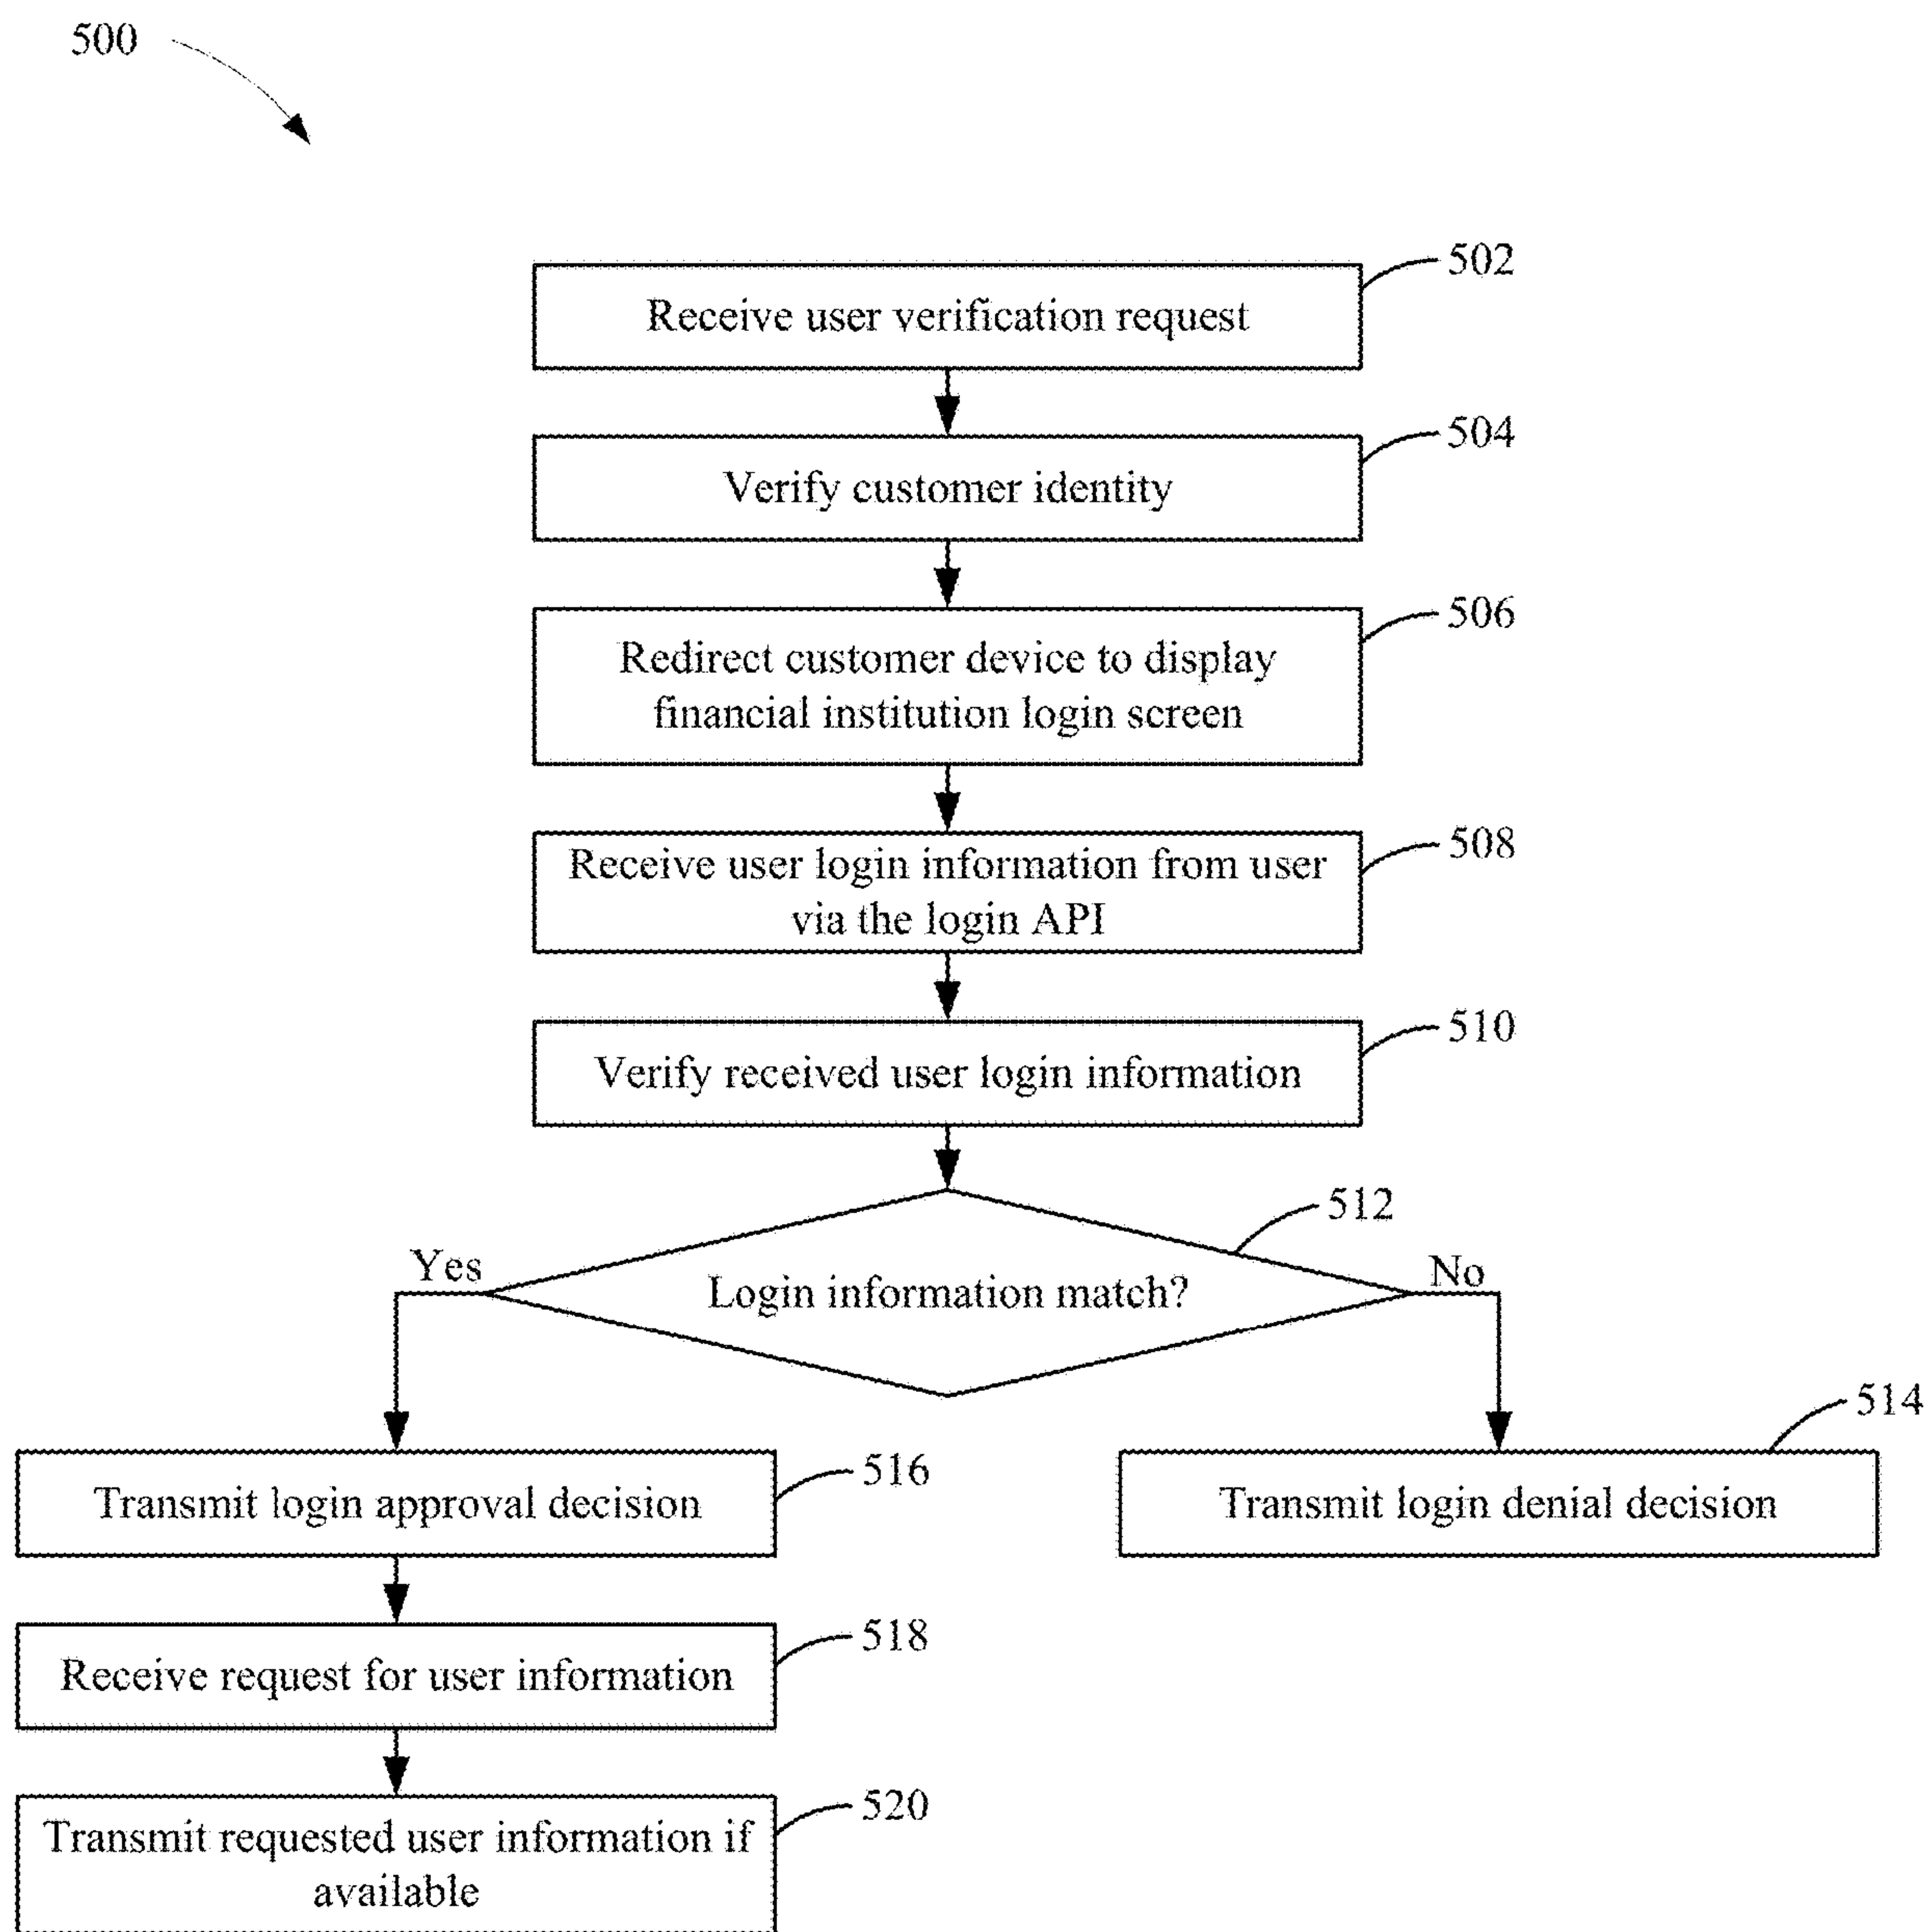 500
502
Receive user verification request
504
Verify customer identity
506
Redirect customer device to display
financial institution login screen
508
Receive user login information from user
via the login API
510
Verify received user login information
512
Yes
Login information match?
No
514
516
Transmit login approval decision
Transmit login denial decision
518
Receive request for user information
520
Transmit requested user information if
available